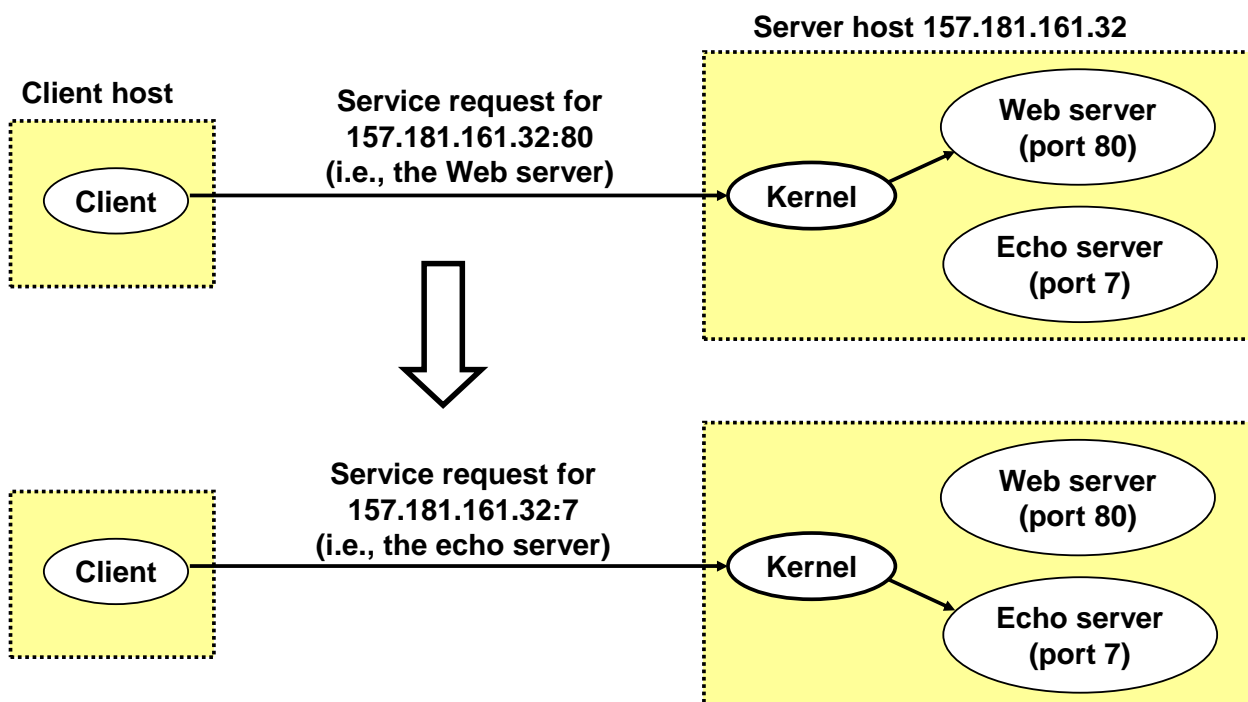 Server host 157.181.161.32
Client host
Service request for
157.181.161.32:80
(i.e., the Web server)
Client
Kernel
Web server
(port 80)
Echo server
(port 7)
Service request for
157.181.161.32:7
(i.e., the echo server)
Client
Kernel
Web server
(port 80)
Echo server
(port 7)